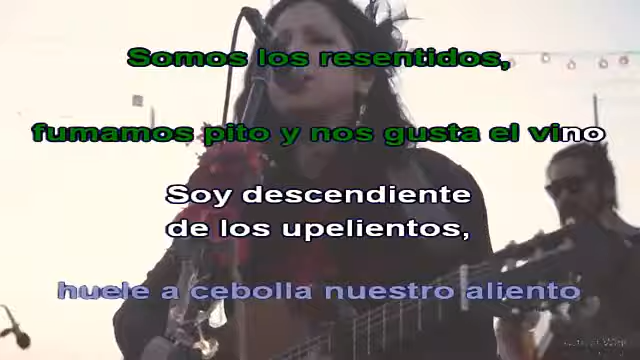 Somos los resentidos,
fumamos pito y nos gusta el vino
Soy descendiente
de los upelientos,
huele a cebolla nuestro aliento